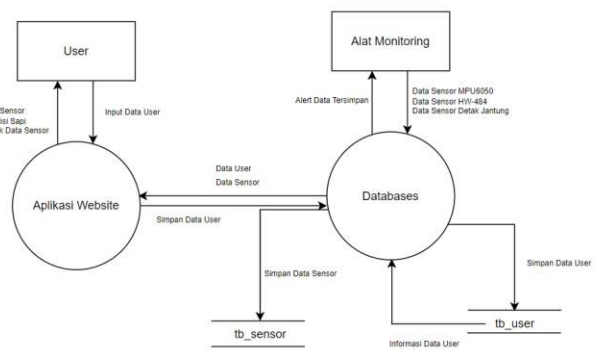 User
Alat Monitoring
Sensor
Sapi
Data Sensor
Input Data User
Alert Data Tersimpan
Data Sensor MPU6050
Data Sensor HW-484
Data Sensor Detak Jantung
Data User
Data Sensor
Aplikasi Website
Databases
Simpan Data User
Simpan Data Sensor
Simpan Data User
tb_sensor
tb_user
Informasi Data User